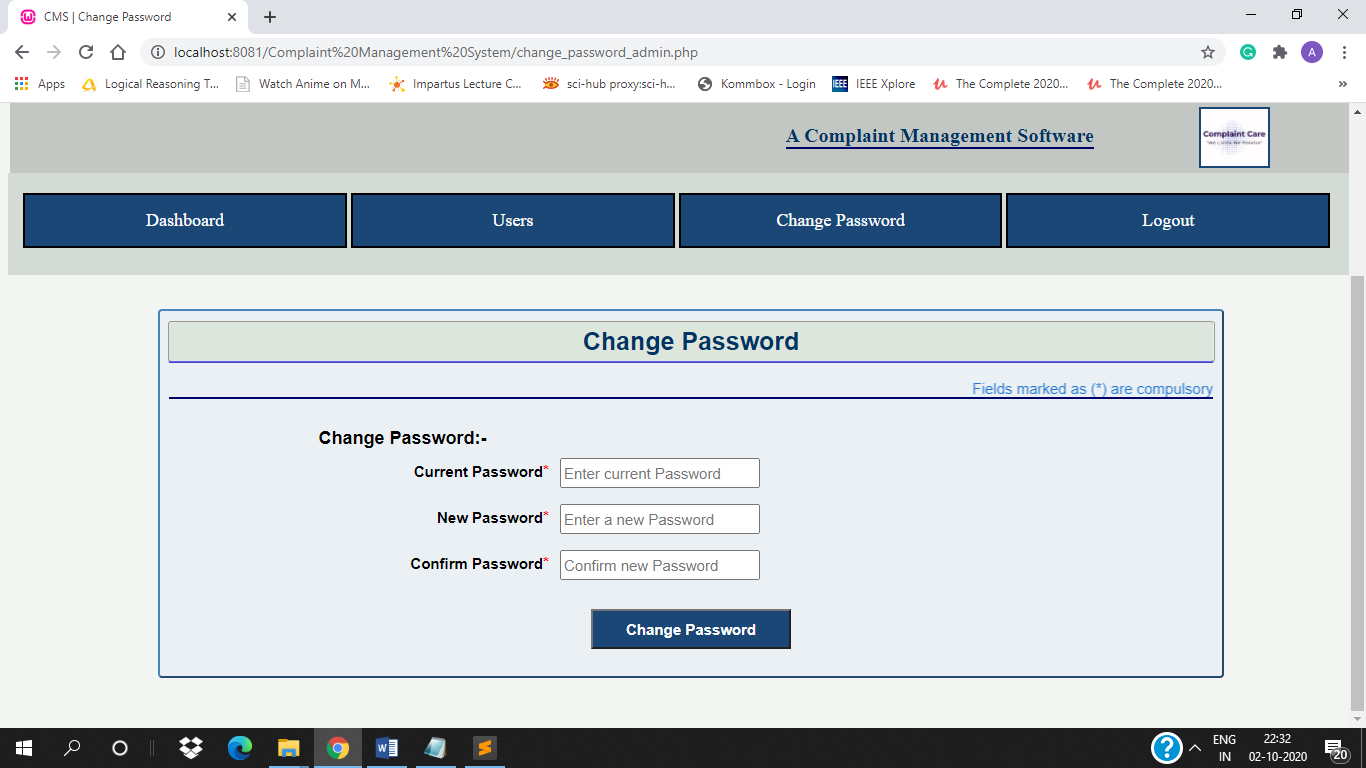 CMS | Change Password
localhost:8081/Complaint%20Management%20System/change_password_admin.php
A
Apps Logical Reasoning T... Watch Anime on M... Impartus Lecture C... sci-hub proxy:sci-h... Kommbox - Login IEEE IEEE Xplore The Complete 2020... The Complete 2020... »
A Complaint Management Software
Complaint Care
Dashboard Users Change Password Logout
Change Password
Fields marked as (*) are compulsory
Change Password:-
Current Password* Enter current Password
New Password* Enter a new Password
Confirm Password* Confirm new Password
Change Password
ENG 22:32
IN 02-10-2020 20